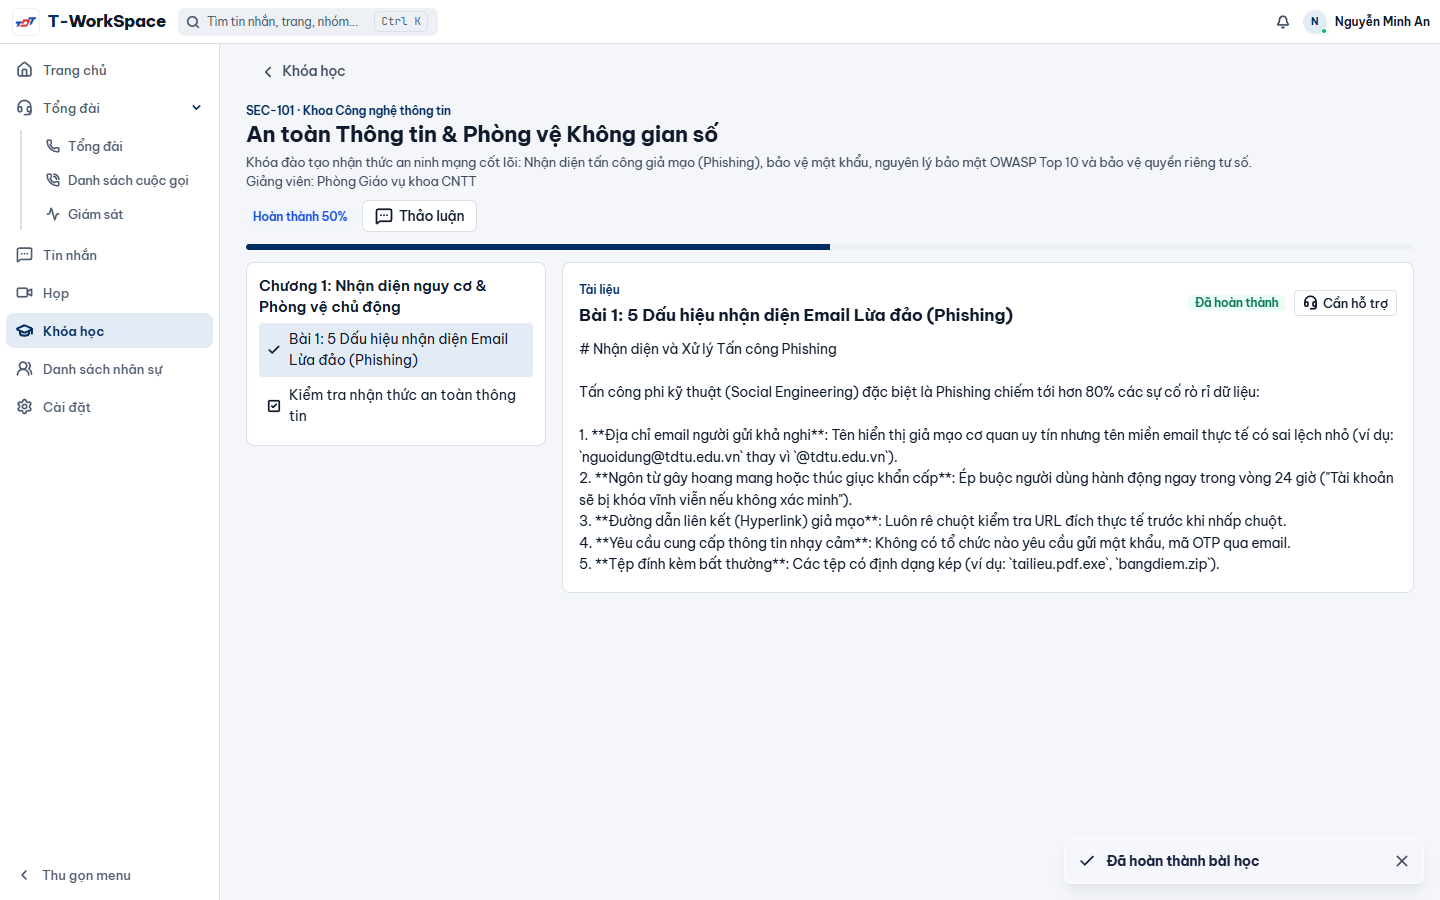 TDT
T-WorkSpace
Tìm tin nhắn, trang, nhóm...
Ctrl K
N
Nguyễn Minh An
Trang chủ
Tổng đài
Tổng đài
Danh sách cuộc gọi
Giám sát
Tin nhắn
Họp
Khóa học
Danh sách nhân sự
Cài đặt
Thu gọn menu
Khóa học
SEC-101 · Khoa Công nghệ thông tin
An toàn Thông tin & Phòng vệ Không gian số
Khóa đào tạo nhận thức an ninh mạng cốt lõi: Nhận diện tấn công giả mạo (Phishing), bảo vệ mật khẩu, nguyên lý bảo mật OWASP Top 10 và bảo vệ quyền riêng tư số.
Giảng viên: Phòng Giáo vụ khoa CNTT
Hoàn thành 50%
Thảo luận
Chương 1: Nhận diện nguy cơ &
Phòng vệ chủ động
Bài 1: 5 Dấu hiệu nhận diện Email
Lừa đảo (Phishing)
Kiểm tra nhận thức an toàn thông
tin
Tài liệu
Bài 1: 5 Dấu hiệu nhận diện Email Lừa đảo (Phishing)
Đã hoàn thành
Cần hỗ trợ
# Nhận diện và Xử lý Tấn công Phishing
Tấn công phi kỹ thuật (Social Engineering) đặc biệt là Phishing chiếm tới hơn 80% các sự cố rò rỉ dữ liệu:
1. **Địa chỉ email người gửi khả nghi**: Tên hiển thị giả mạo cơ quan uy tín nhưng tên miền email thực tế có sai lệch nhỏ (ví dụ:
`nguoidung@tdtu.edu.vn` thay vì `@tdtu.edu.vn`).
2. **Ngôn từ gây hoang mang hoặc thúc giục khẩn cấp**: Ép buộc người dùng hành động ngay trong vòng 24 giờ ("Tài khoản
sẽ bị khóa vĩnh viễn nếu không xác minh").
3. **Đường dẫn liên kết (Hyperlink) giả mạo**: Luôn rê chuột kiểm tra URL đích thực tế trước khi nhấp chuột.
4. **Yêu cầu cung cấp thông tin nhạy cảm**: Không có tổ chức nào yêu cầu gửi mật khẩu, mã OTP qua email.
5. **Tệp đính kèm bất thường**: Các tệp có định dạng kép (ví dụ: `tailieu.pdf.exe`, `bangdiem.zip`).
Đã hoàn thành bài học